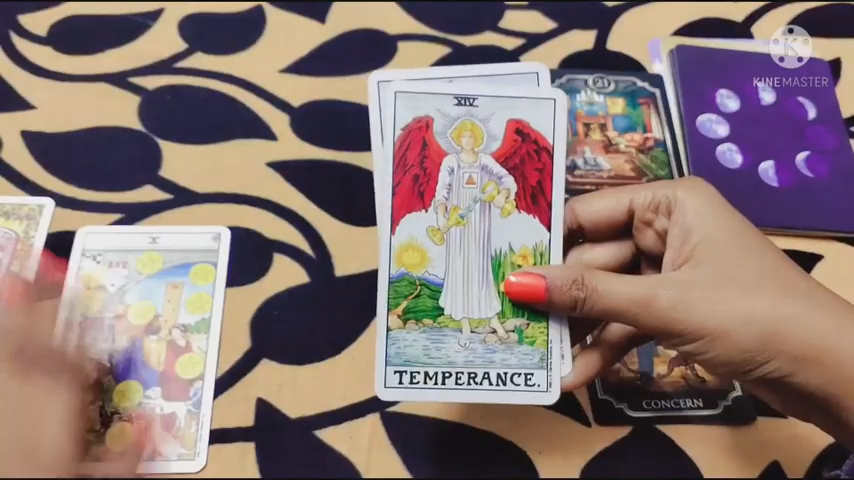 KINEMASTER
21
XIV
X
TEMPERANCE.
CONCERN